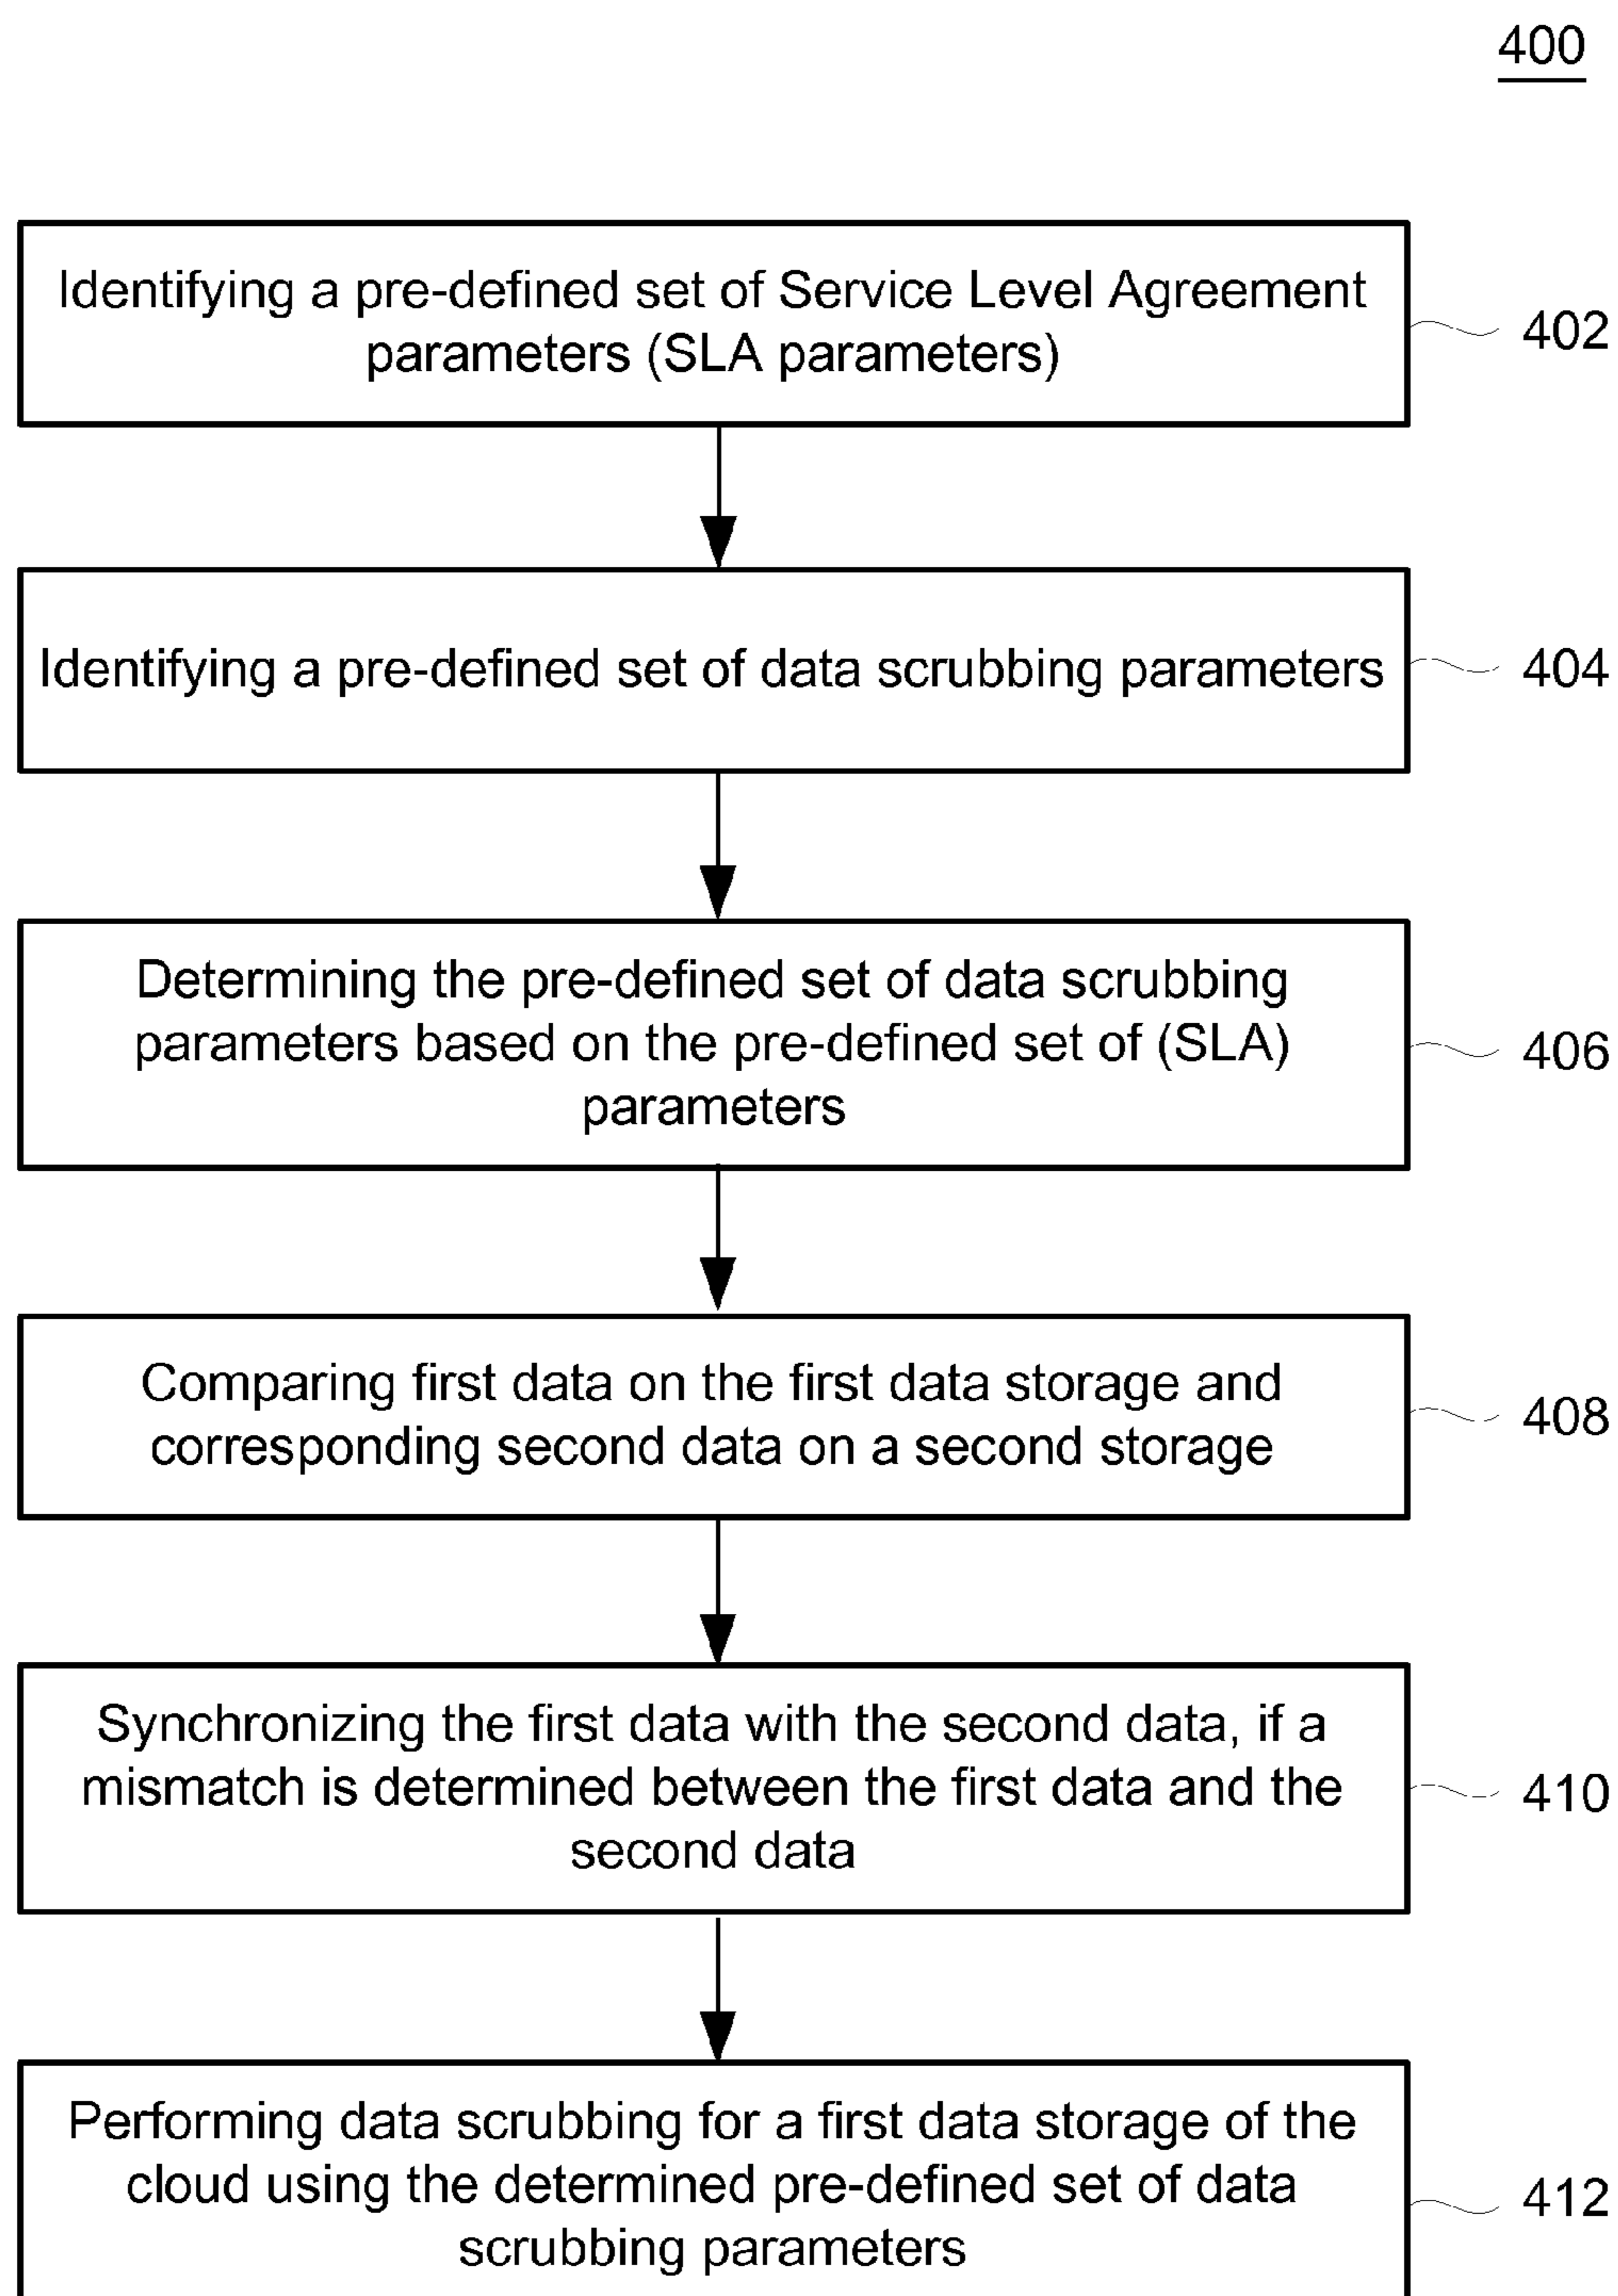 400
Identifying a pre-defined set of Service Level Agreement
parameters (SLA parameters)
402
Identifying a pre-defined set of data scrubbing parameters
404
Determining the pre-defined set of data scrubbing
parameters based on the pre-defined set of (SLA)
parameters
406
Comparing first data on the first data storage and
corresponding second data on a second storage
408
Synchronizing the first data with the second data, if a
mismatch is determined between the first data and the
second data
410
Performing data scrubbing for a first data storage of the
cloud using the determined pre-defined set of data
scrubbing parameters
412